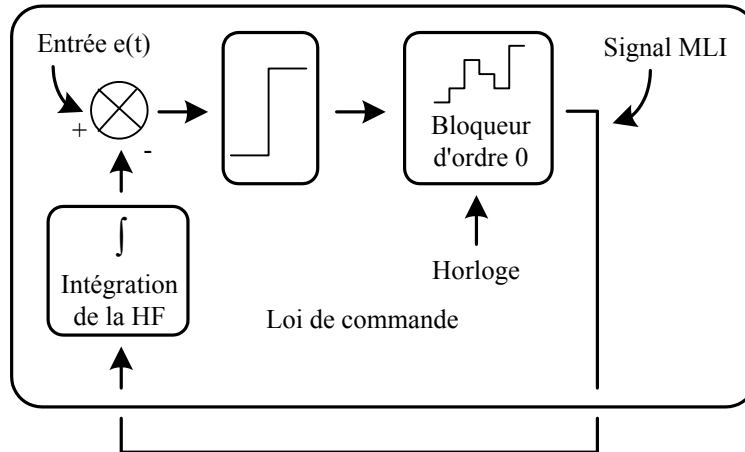 Entrée e(t)
Signal MLI
+
-
Bloqueur
d'ordre 0
∫
Intégration
de la HF
Horloge
Loi de commande